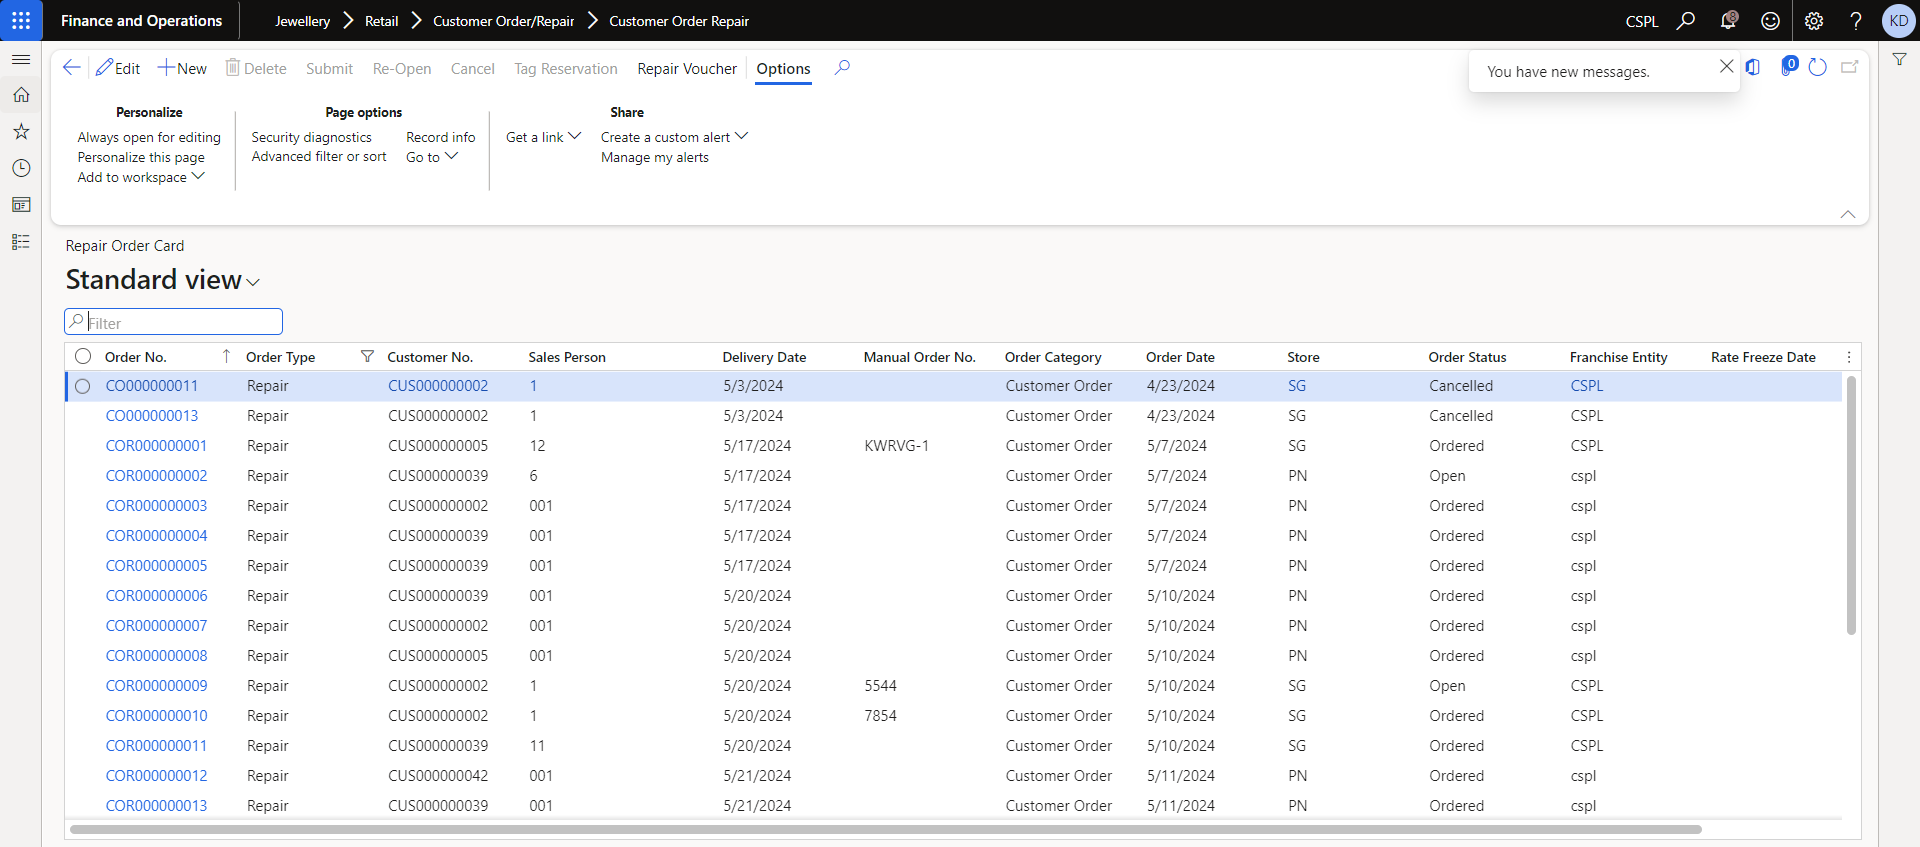 Finance and Operations Jewellery Retail Customer Order/Repair Customer Order Repair CSPL 8 ? KD
Edit New Delete Submit Re-Open Cancel Tag Reservation Repair Voucher Options You have new messages. 0
Personalize Page options Share
Always open for editing Security diagnostics Record info Get a link Create a custom alert
Personalize this page Advanced filter or sort Go to Manage my alerts
Add to workspace
Repair Order Card
Standard view
Filter
Order No. Order Type Customer No. Sales Person Delivery Date Manual Order No. Order Category Order Date Store Order Status Franchise Entity Rate Freeze Date
CO000000011 Repair CUS000000002 1 5/3/2024 Customer Order 4/23/2024 SG Cancelled CSPL
CO000000013 Repair CUS000000002 1 5/3/2024 Customer Order 4/23/2024 SG Cancelled CSPL
COR000000001 Repair CUS000000005 12 5/17/2024 KWRVG-1 Customer Order 5/7/2024 SG Ordered CSPL
COR000000002 Repair CUS000000039 6 5/17/2024 Customer Order 5/7/2024 PN Open cspl
COR000000003 Repair CUS000000002 001 5/17/2024 Customer Order 5/7/2024 PN Ordered cspl
COR000000004 Repair CUS000000039 001 5/17/2024 Customer Order 5/7/2024 PN Ordered cspl
COR000000005 Repair CUS000000039 001 5/17/2024 Customer Order 5/7/2024 PN Ordered cspl
COR000000006 Repair CUS000000039 001 5/20/2024 Customer Order 5/10/2024 PN Ordered cspl
COR000000007 Repair CUS000000002 001 5/20/2024 Customer Order 5/10/2024 PN Ordered cspl
COR000000008 Repair CUS000000005 001 5/20/2024 Customer Order 5/10/2024 PN Ordered cspl
COR000000009 Repair CUS000000002 1 5/20/2024 5544 Customer Order 5/10/2024 SG Open CSPL
COR000000010 Repair CUS000000002 1 5/20/2024 7854 Customer Order 5/10/2024 SG Ordered CSPL
COR000000011 Repair CUS000000039 11 5/20/2024 Customer Order 5/10/2024 SG Ordered CSPL
COR000000012 Repair CUS000000042 001 5/21/2024 Customer Order 5/11/2024 PN Ordered cspl
COR000000013 Repair CUS000000039 001 5/21/2024 Customer Order 5/11/2024 PN Ordered cspl